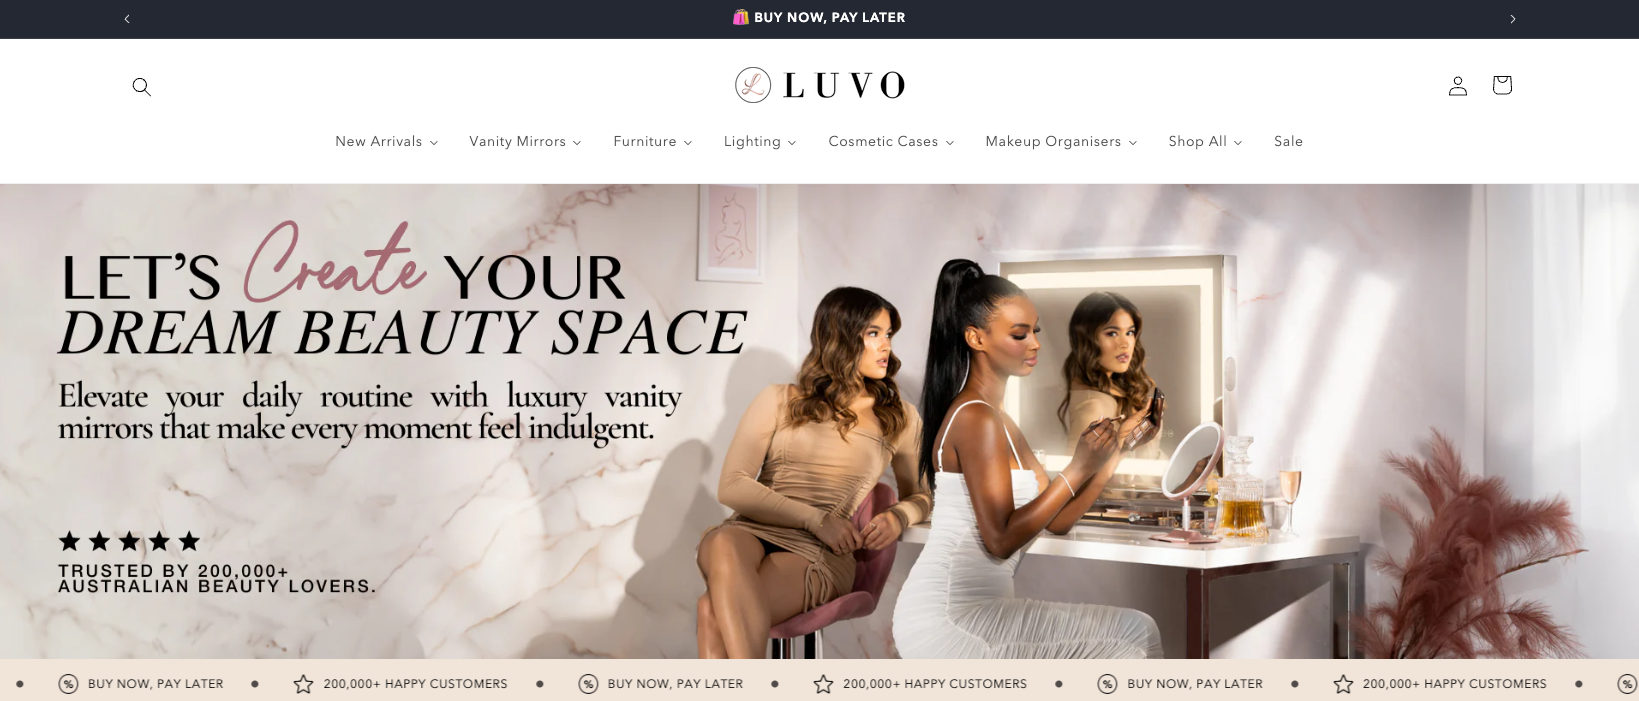 BUY NOW, PAY LATER
LUVO
New Arrivals
Vanity Mirrors
Furniture
Lighting
Cosmetic Cases
Makeup Organisers
Shop All
Sale
LET'S Create YOUR
DREAM BEAUTY SPACE
Elevate your daily routine with luxury vanity
mirrors that make every moment feel indulgent.
TRUSTED BY 200,000+
AUSTRALIAN BEAUTY LOVERS.
BUY NOW, PAY LATER
200,000+ HAPPY CUSTOMERS
BUY NOW, PAY LATER
200,000+ HAPPY CUSTOMERS
BUY NOW, PAY LATER
200,000+ HAPPY CUSTOMERS